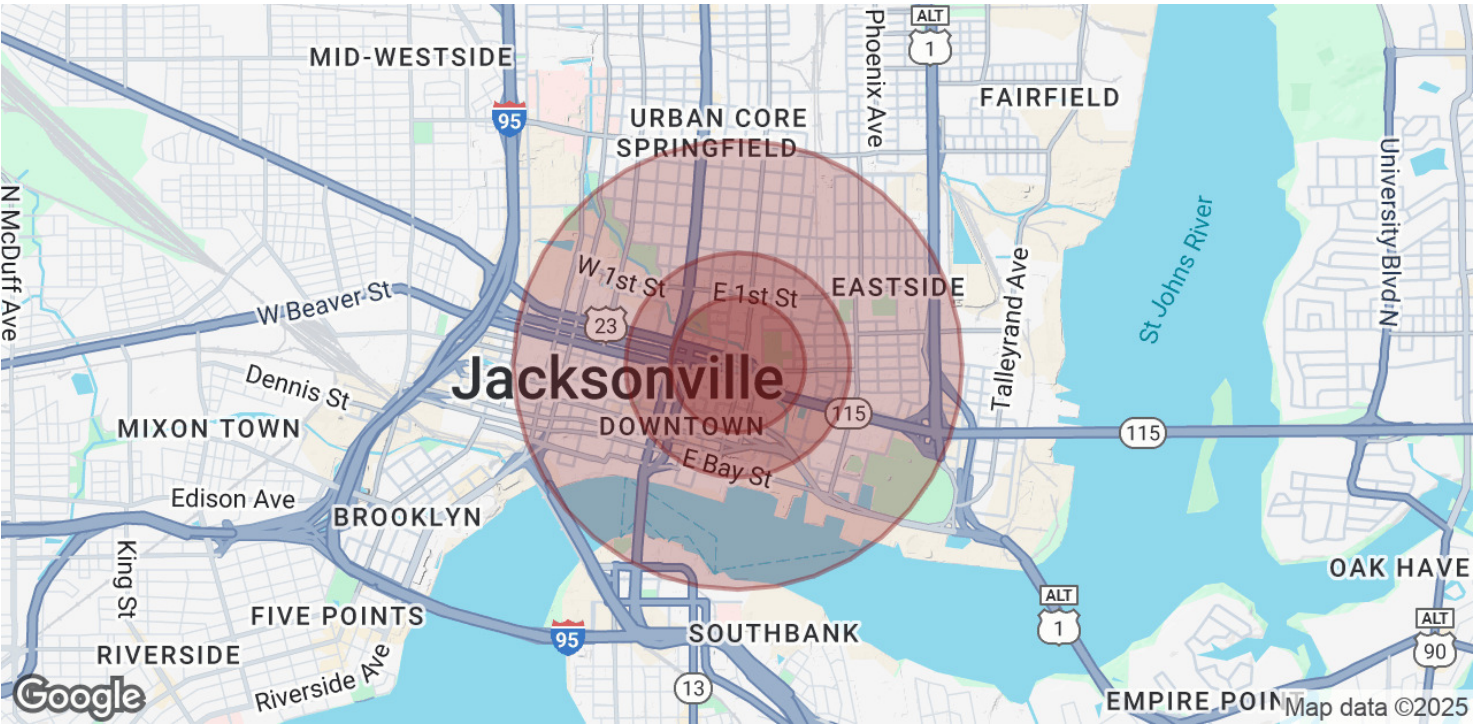 ALT
1
Phoenix Ave
MID-WESTSIDE
FAIRFIELD
95
URBAN CORE
SPRINGFIELD
University Blvd N
N McDuff Ave
St Johns River
W 1st St
E 1st St
EASTSIDE
W Beaver St
23
Talleyrand Ave
Jacksonville
Dennis St
115
DOWNTOWN
MIXON TOWN
115
E Bay St
Edison Ave
BROOKLYN
King St
OAK HAVE
ALT
1
FIVE POINTS
95
SOUTHBANK
ALT
90
RIVERSIDE
Riverside Ave
13
Google
EMPIRE POIN
Map data ©2025